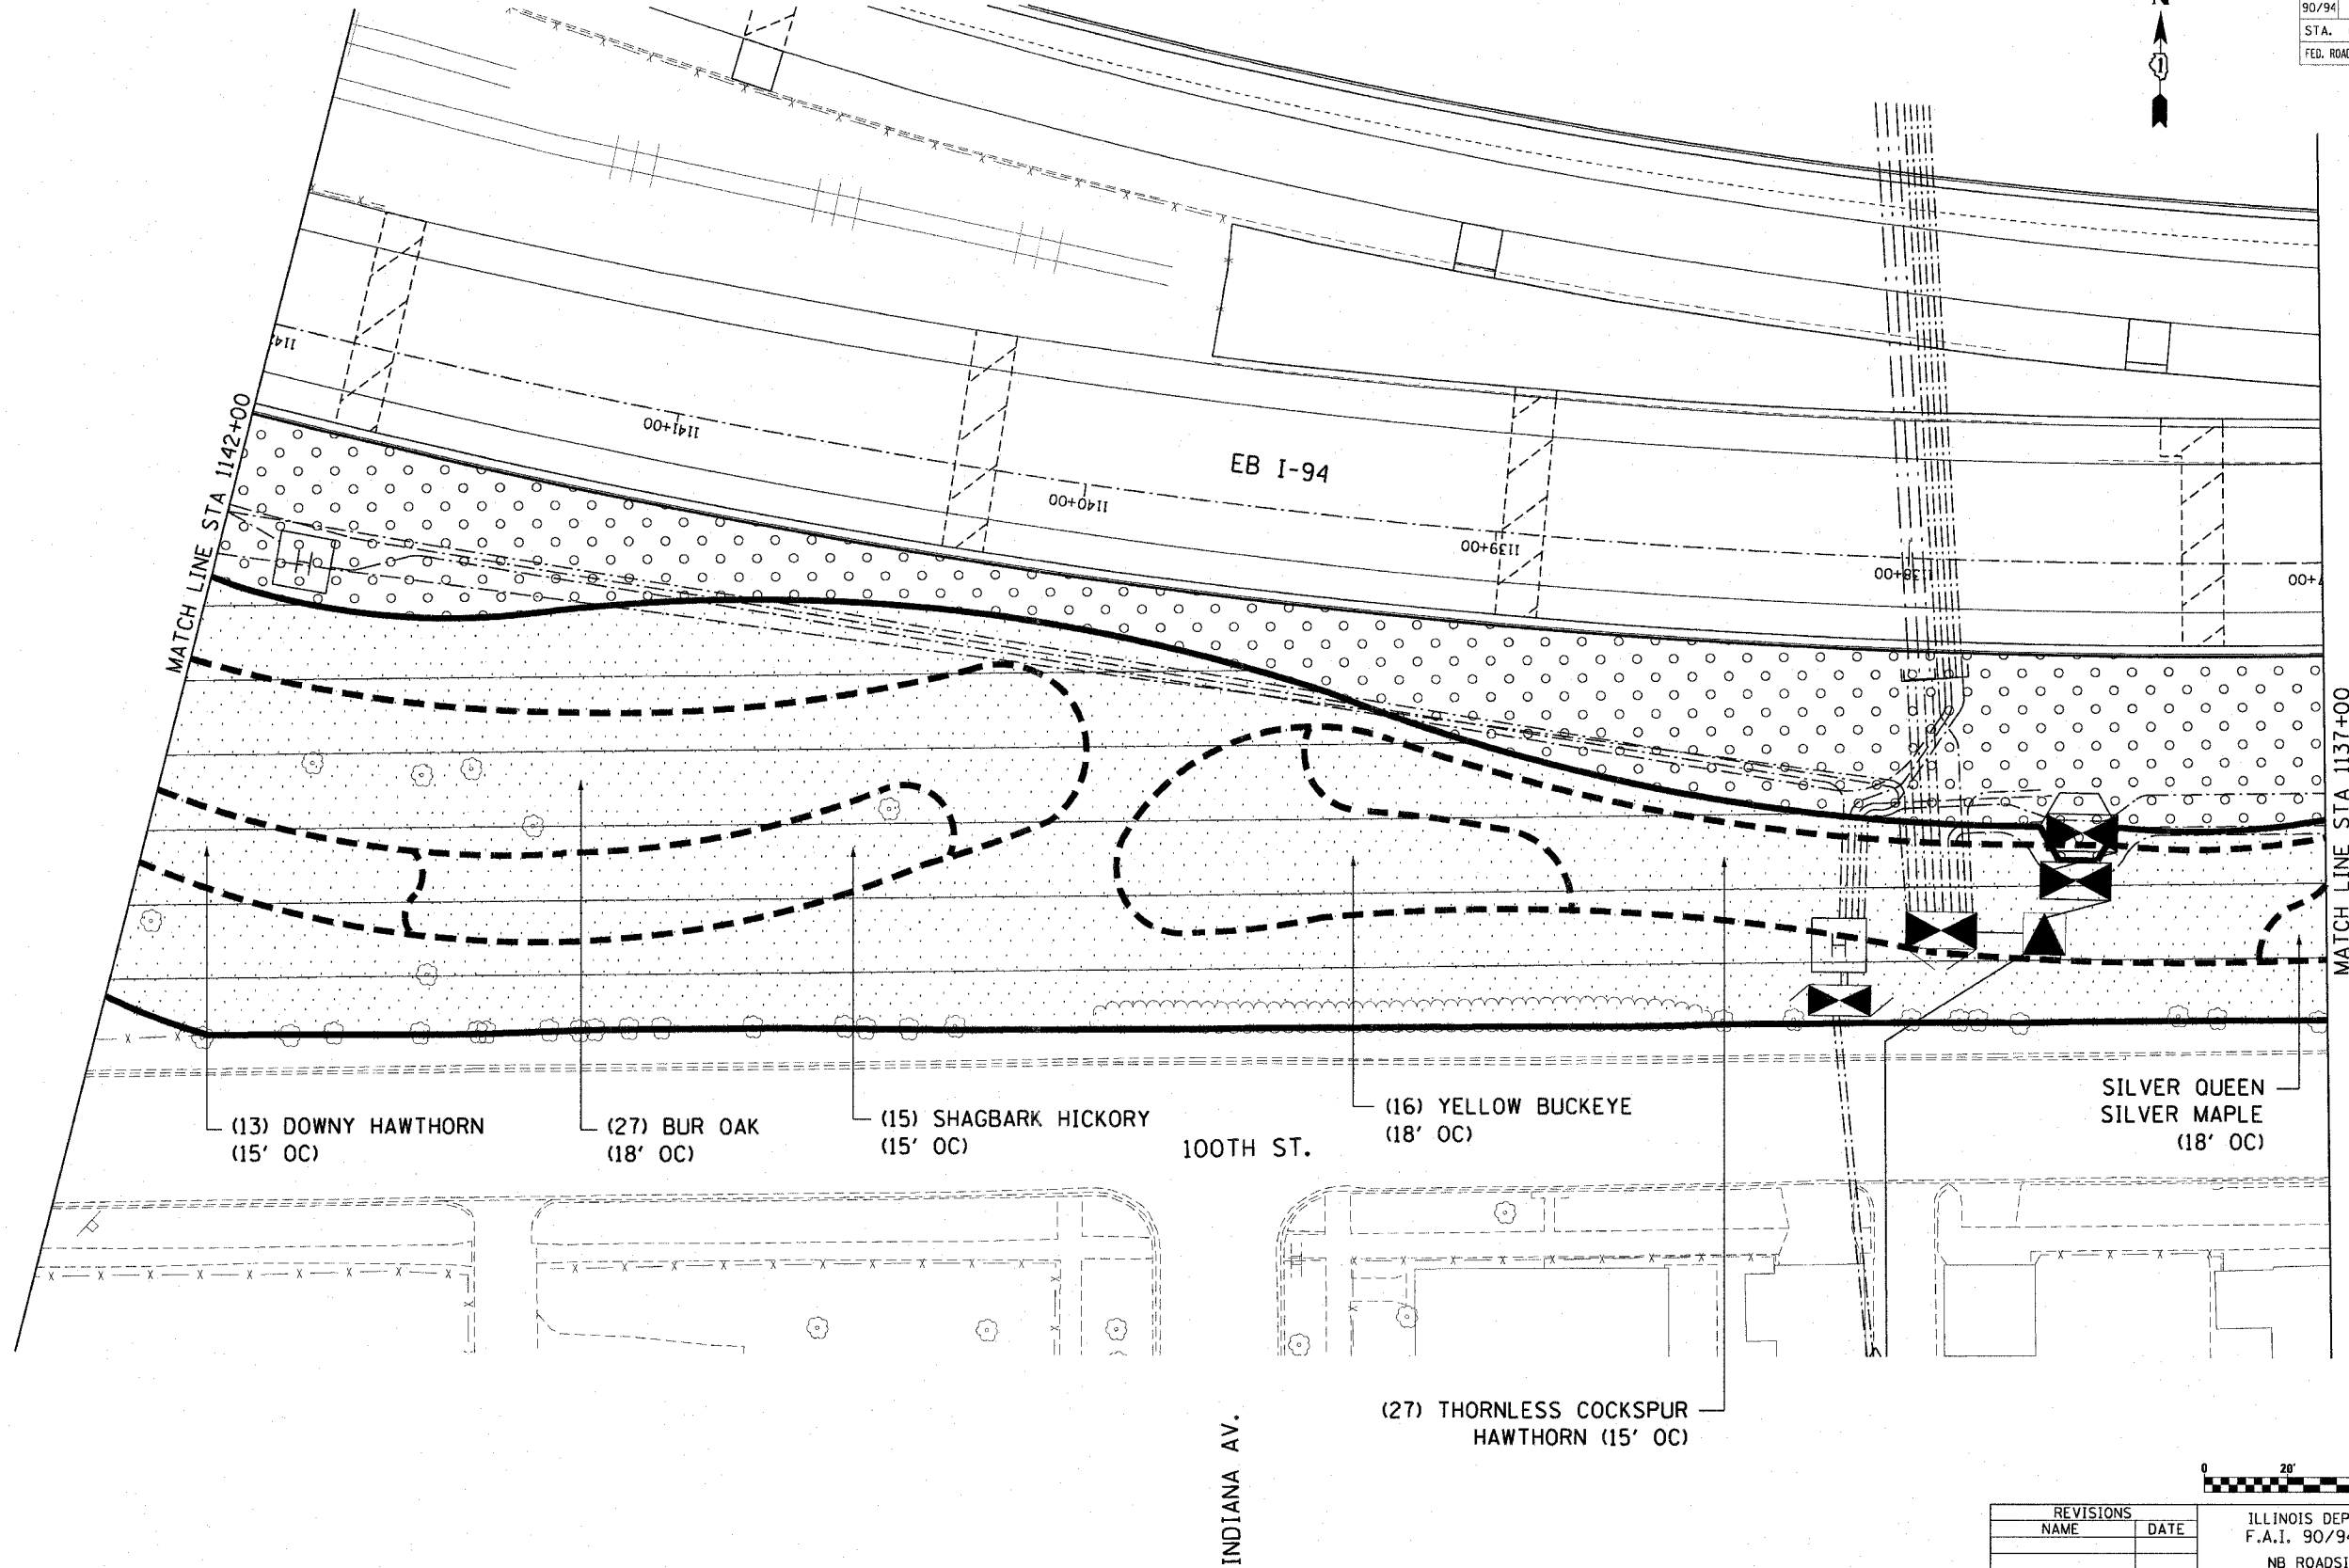 N
90/94
STA.
FED. ROAD
1
MATCH LINE STA 1142+00
1141+00
1140+00
EB I-94
1139+00
1138+00
MATCH LINE STA 1137+00
H
(13) DOWNY HAWTHORN
(15' OC)
(27) BUR OAK
(18' OC)
(15) SHAGBARK HICKORY
(15' OC)
(16) YELLOW BUCKEYE
(18' OC)
SILVER QUEEN
SILVER MAPLE
(18' OC)
100TH ST.
(27) THORNLESS COCKSPUR
HAWTHORN (15' OC)
INDIANA AV.
0 20'
REVISIONS
NAME DATE
ILLINOIS DEP
F.A.I. 90/94
NB ROADSI